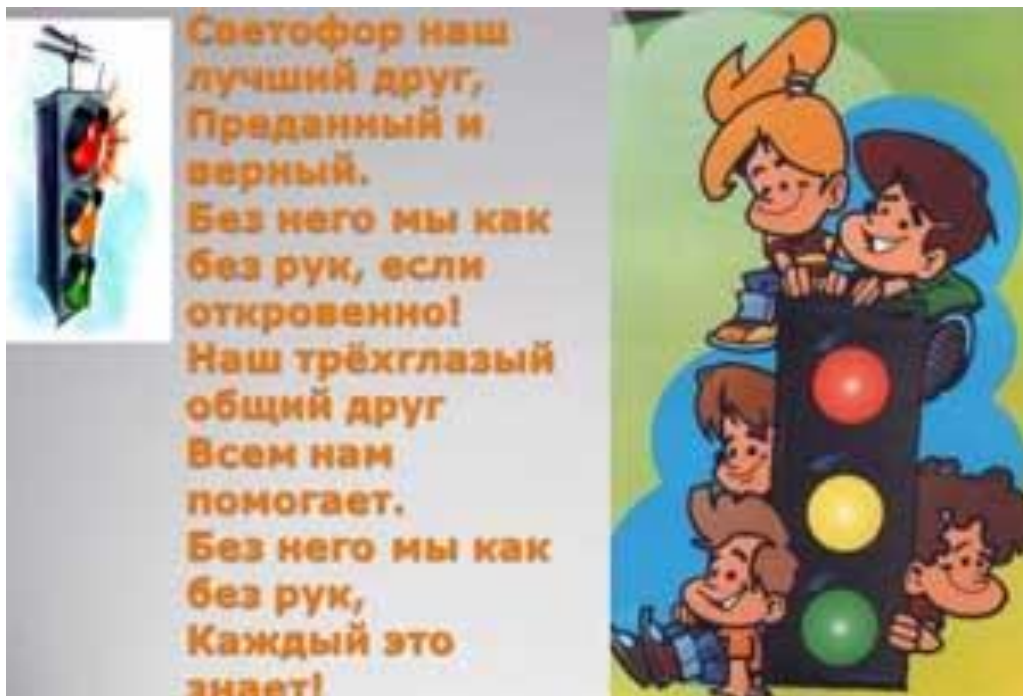 Светофор наш
лучший друг,
Преданный и
верный.
Без него мы как
без рук, если
откровенно!
Наш трёхглазый
общий друг
Всем нам
помогает.
Без него мы как
без рук,
Каждый это
знает!